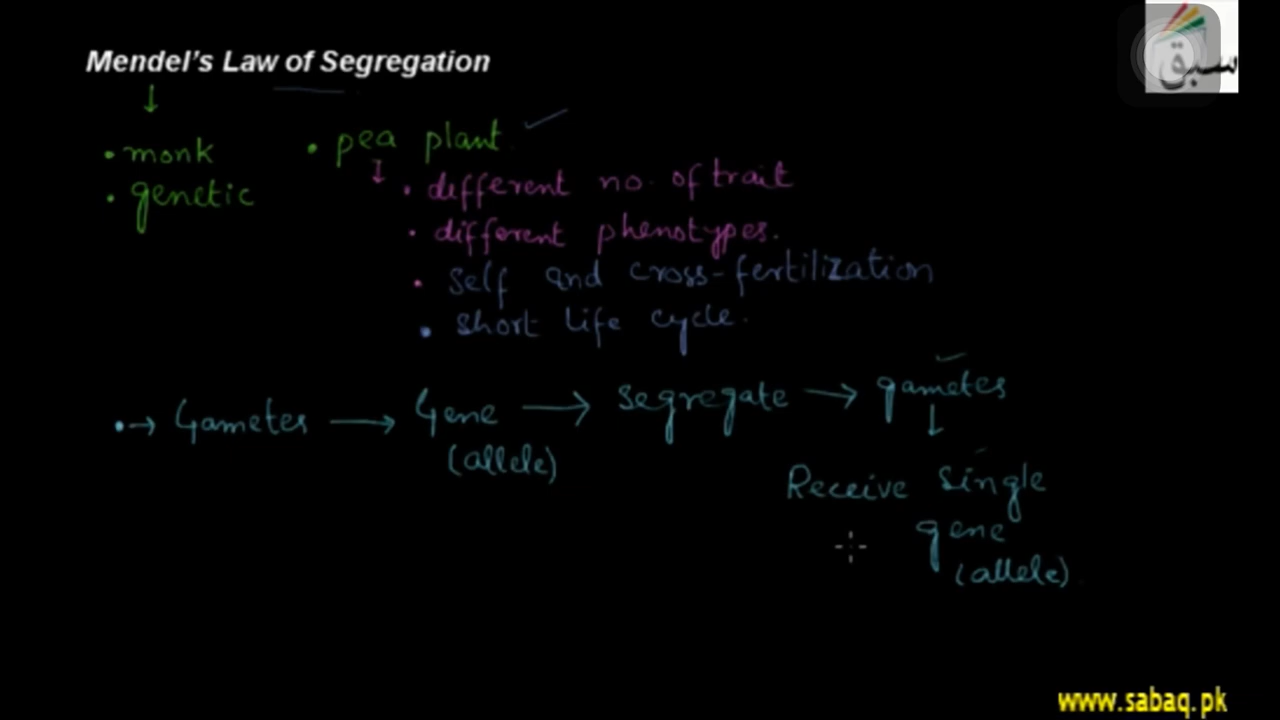 Mendel's Law of Segregation
سبق
↓
• monk
• genetic
• pea plant. ✓
↓ • different no. of trait
• different phenotypes.
• Self and cross-fertilization
• short life cycle.
• → Gametes → Gene → segregate → gametes ✓
(allele)
↓
Receive single
gene
(allele)
www.sabaq.pk